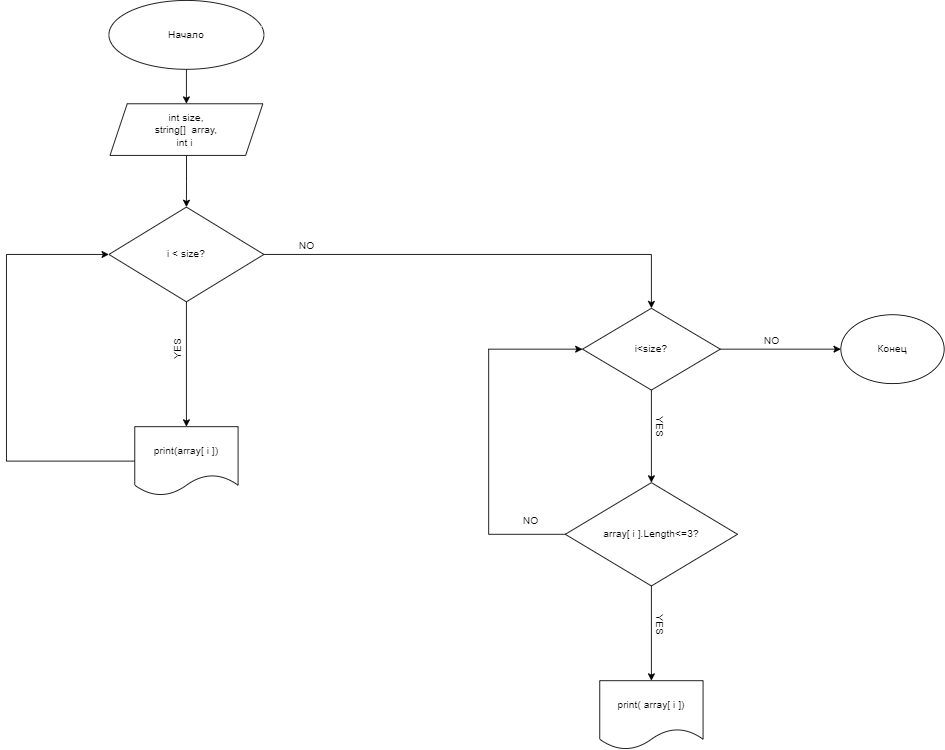 Начало
int size,
string[] array,
int i
i < size?
NO
YES
print(array[ i ])
i<size?
NO
Конец
YES
array[ i ].Length<=3?
NO
YES
print( array[ i ])